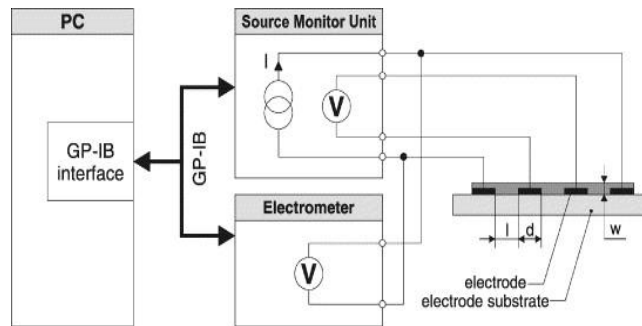 PC
GP-IB
interface
GP-IB
Source Monitor Unit
I
V
Electrometer
V
l
d
w
electrode
electrode substrate